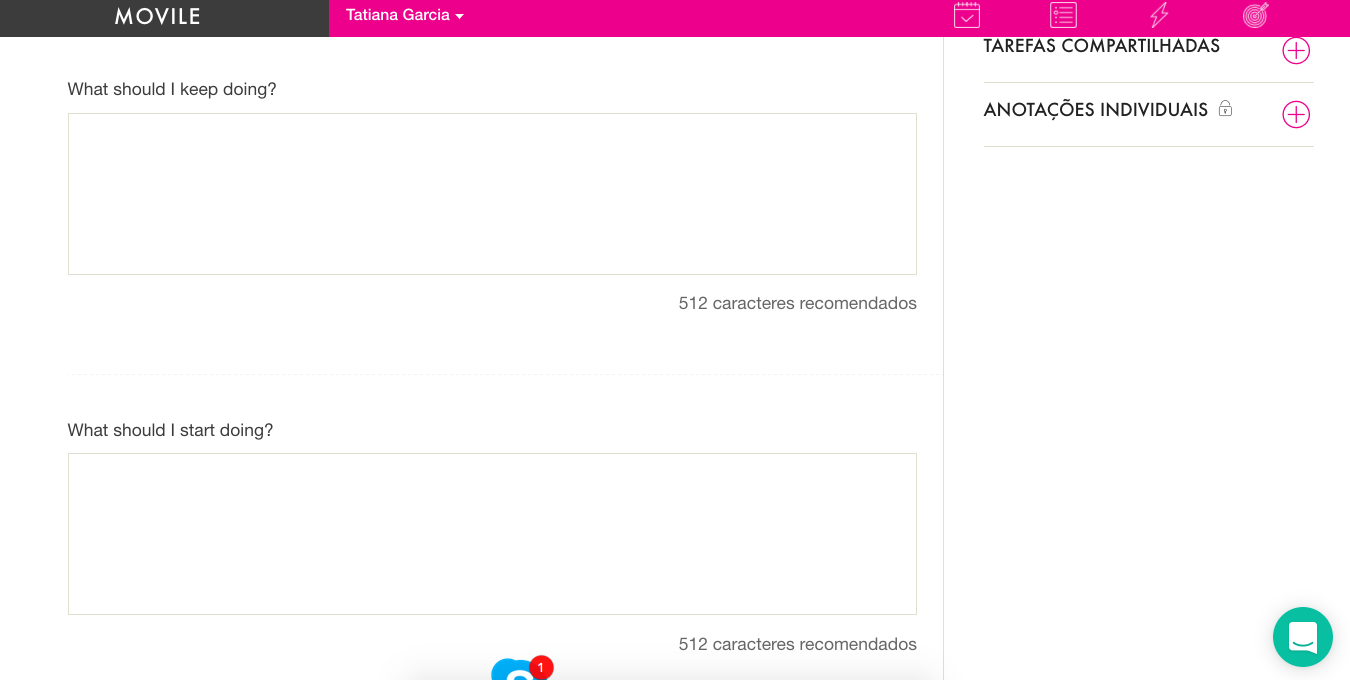 MOVILE
Tatiana Garcia
What should I keep doing?
512 caracteres recomendados
What should I start doing?
512 caracteres recomendados
1
TAREFAS COMPARTILHADAS
ANOTAÇÕES INDIVIDUAIS